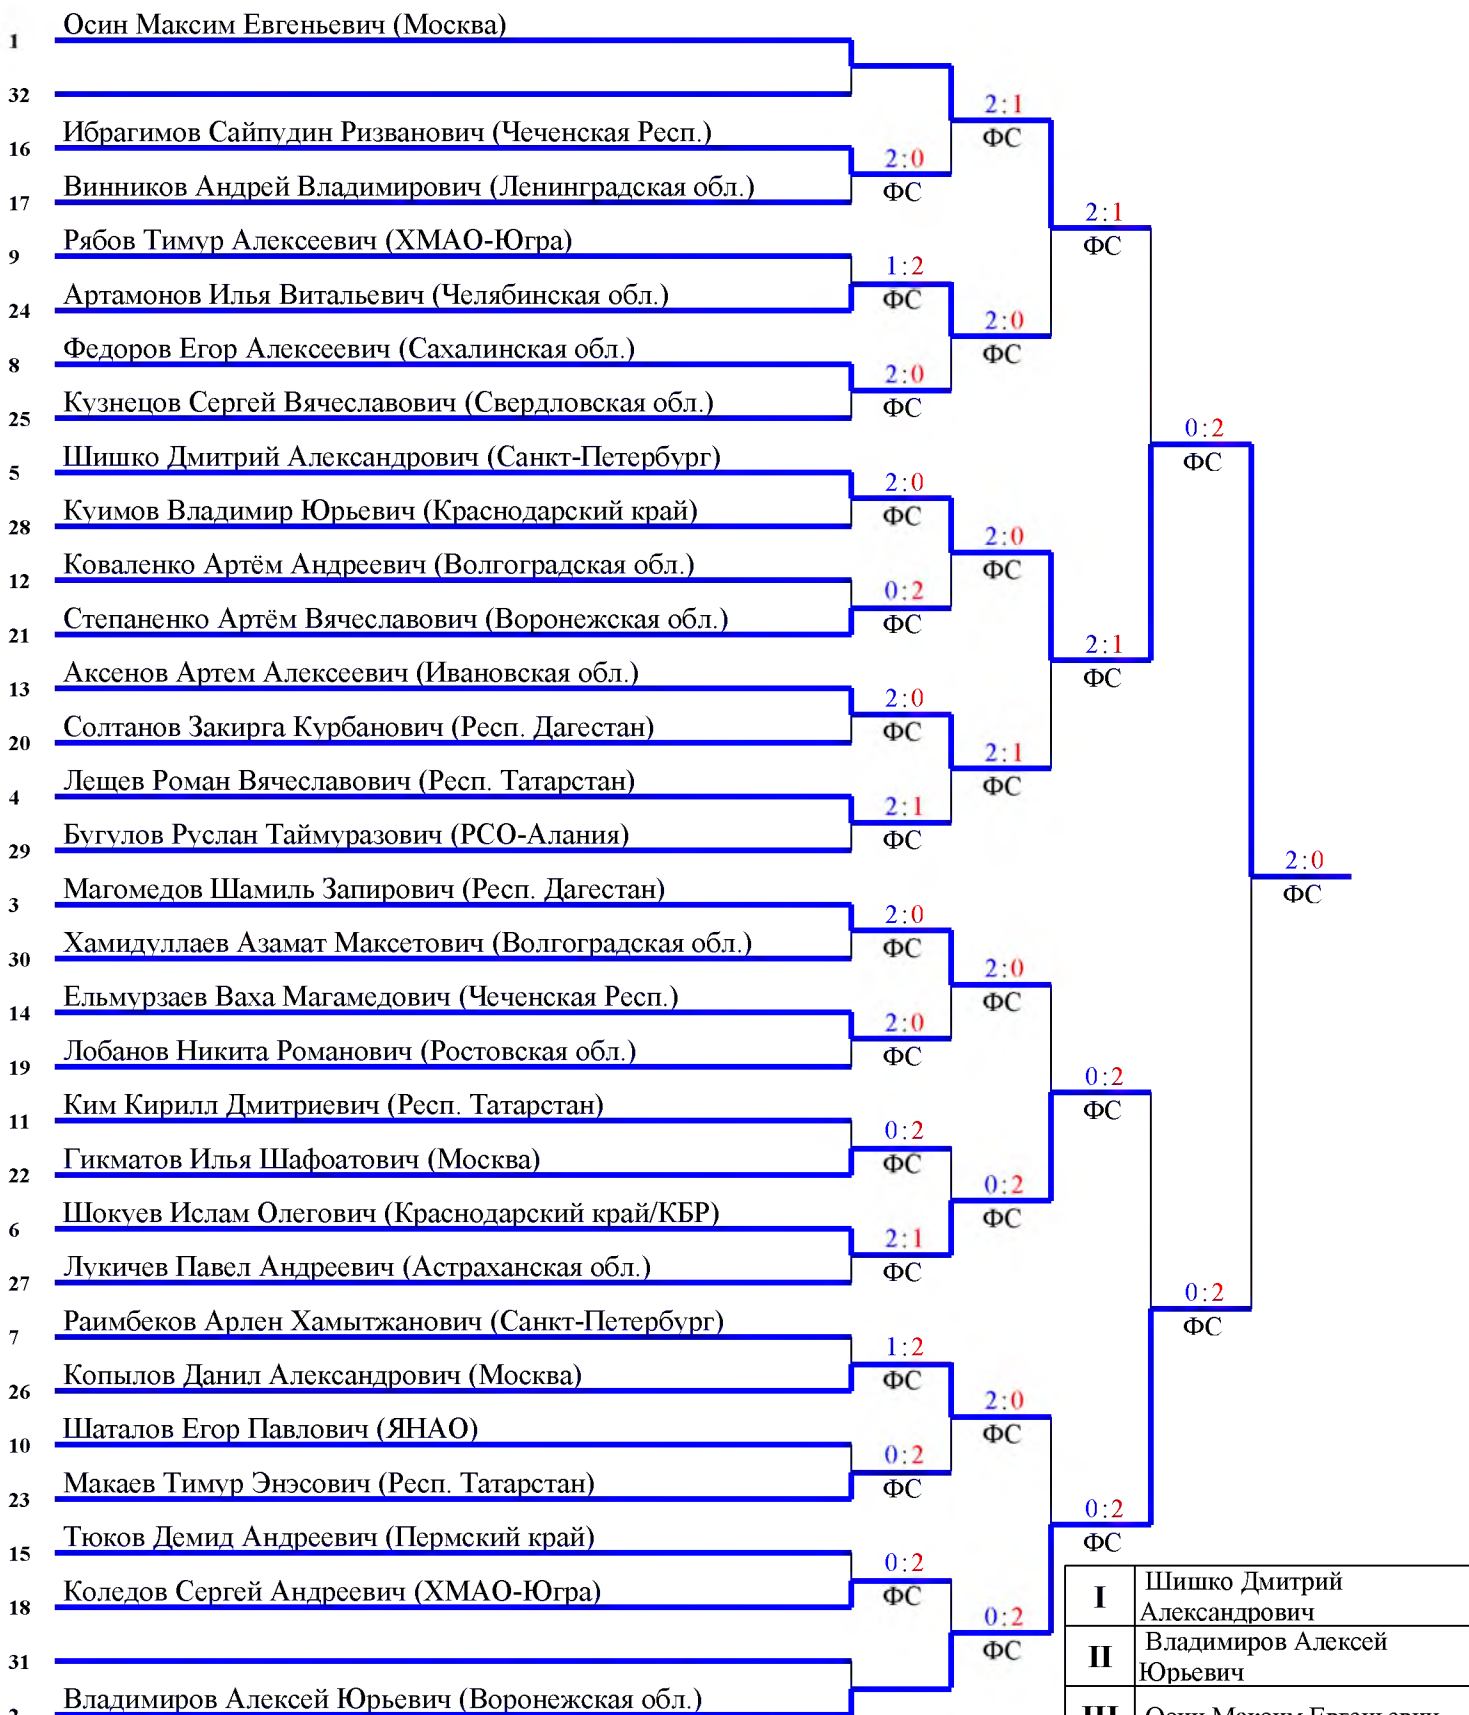 Осин Максим Евгеньевич (Москва)
1
32
2:1
ФС
Ибрагимов Сайпудин Ризванович (Чеченская Респ.)
16
2:0
ФС
Винников Андрей Владимирович (Ленинградская обл.)
17
2:1
ФС
Рябов Тимур Алексеевич (ХМАО-Югра)
9
1:2
ФС
Артамонов Илья Витальевич (Челябинская обл.)
24
2:0
ФС
Федоров Егор Алексеевич (Сахалинская обл.)
8
2:0
ФС
Кузнецов Сергей Вячеславович (Свердловская обл.)
25
0:2
ФС
Шишко Дмитрий Александрович (Санкт-Петербург)
5
2:0
ФС
Куимов Владимир Юрьевич (Краснодарский край)
28
2:0
ФС
Коваленко Артём Андреевич (Волгоградская обл.)
12
0:2
ФС
Степаненко Артём Вячеславович (Воронежская обл.)
21
2:1
ФС
Аксенов Артем Алексеевич (Ивановская обл.)
13
2:0
ФС
Солтанов Закирга Курбанович (Респ. Дагестан)
20
2:1
ФС
Лещев Роман Вячеславович (Респ. Татарстан)
4
2:1
ФС
Бугулов Руслан Таймуразович (РСО-Алания)
29
2:0
ФС
Магомедов Шамиль Запирович (Респ. Дагестан)
3
2:0
ФС
Хамидуллаев Азамат Максетович (Волгоградская обл.)
30
2:0
ФС
Ельмурзаев Ваха Магамедович (Чеченская Респ.)
14
2:0
ФС
Лобанов Никита Романович (Ростовская обл.)
19
0:2
ФС
Ким Кирилл Дмитриевич (Респ. Татарстан)
11
0:2
ФС
Гикматов Илья Шафоатович (Москва)
22
0:2
ФС
Шокуев Ислам Олегович (Краснодарский край/КБР)
6
2:1
ФС
Лукичев Павел Андреевич (Астраханская обл.)
27
0:2
ФС
Раимбеков Арлен Хамытжанович (Санкт-Петербург)
7
1:2
ФС
Копылов Данил Александрович (Москва)
26
2:0
ФС
Шаталов Егор Павлович (ЯНАО)
10
0:2
ФС
Макаев Тимур Энэсович (Респ. Татарстан)
23
0:2
ФС
Тюков Демид Андреевич (Пермский край)
15
0:2
ФС
Коледов Сергей Андреевич (ХМАО-Югра)
18
0:2
ФС
31
Владимиров Алексей Юрьевич (Воронежская обл.)
I
Шишко Дмитрий
Александрович
II
Владимиров Алексей
Юрьевич
III
Осин Максим Евгеньевич